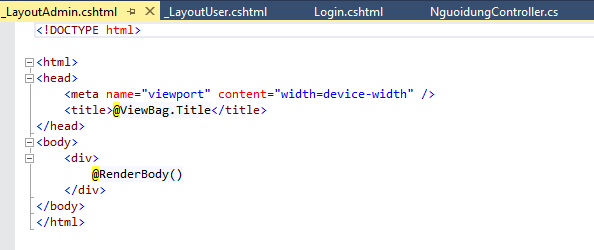 _LayoutAdmin.cshtml _LayoutUser.cshtml Login.cshtml NguoidungController.cs
<!DOCTYPE html>
<html>
<head>
<meta name="viewport" content="width=device-width" />
<title>@ViewBag.Title</title>
</head>
<body>
<div>
@RenderBody()
</div>
</body>
</html>